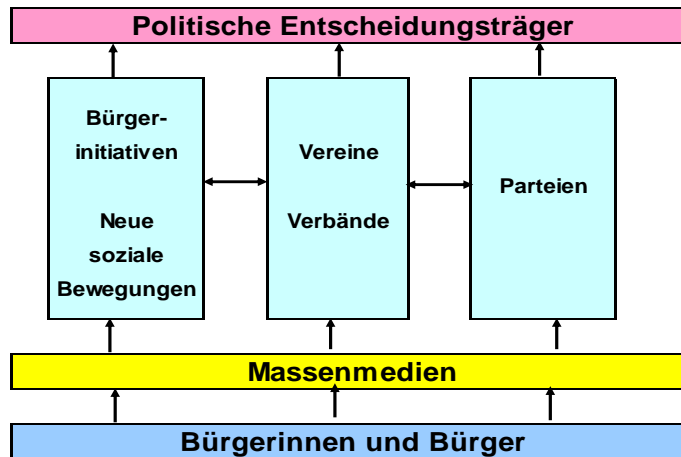 Politische Entscheidungsträger
Bürger-
initiativen
Neue
soziale
Bewegungen
Vereine
Verbände
Parteien
Massenmedien
Bürgerinnen und Bürger